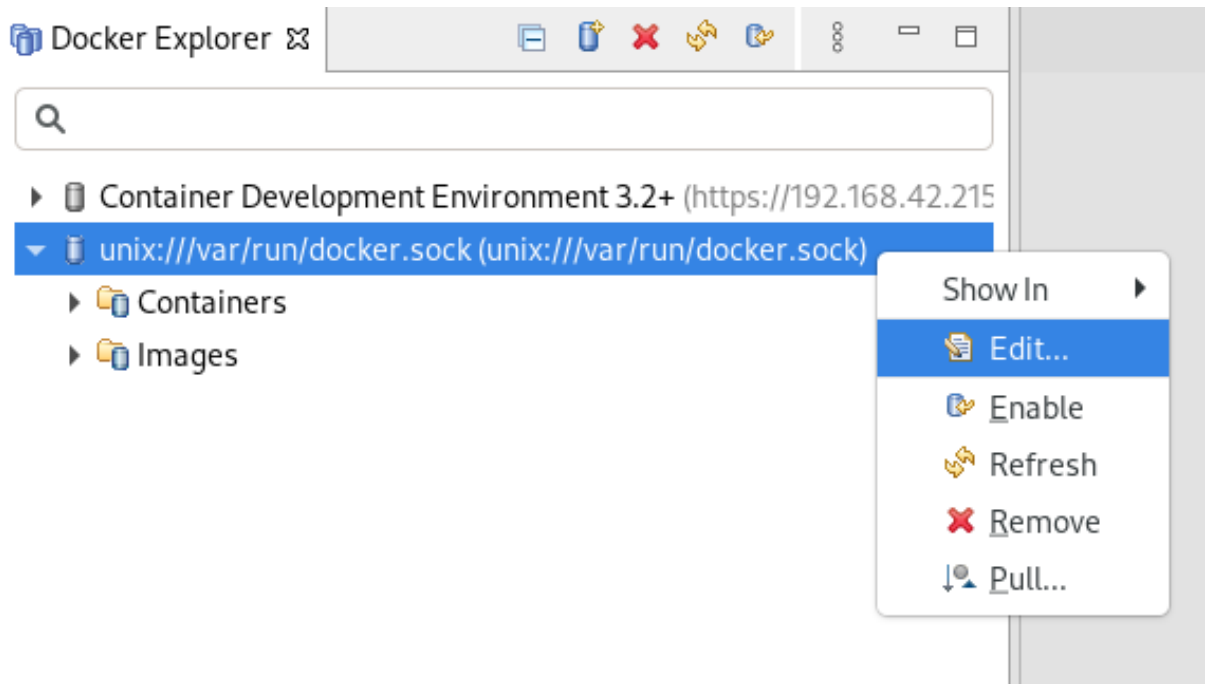 Docker Explorer
Container Development Environment 3.2+ (https://192.168.42.215
unix:///var/run/docker.sock (unix:///var/run/docker.sock)
Containers
Images
Show In
Edit...
Enable
Refresh
Remove
Pull...